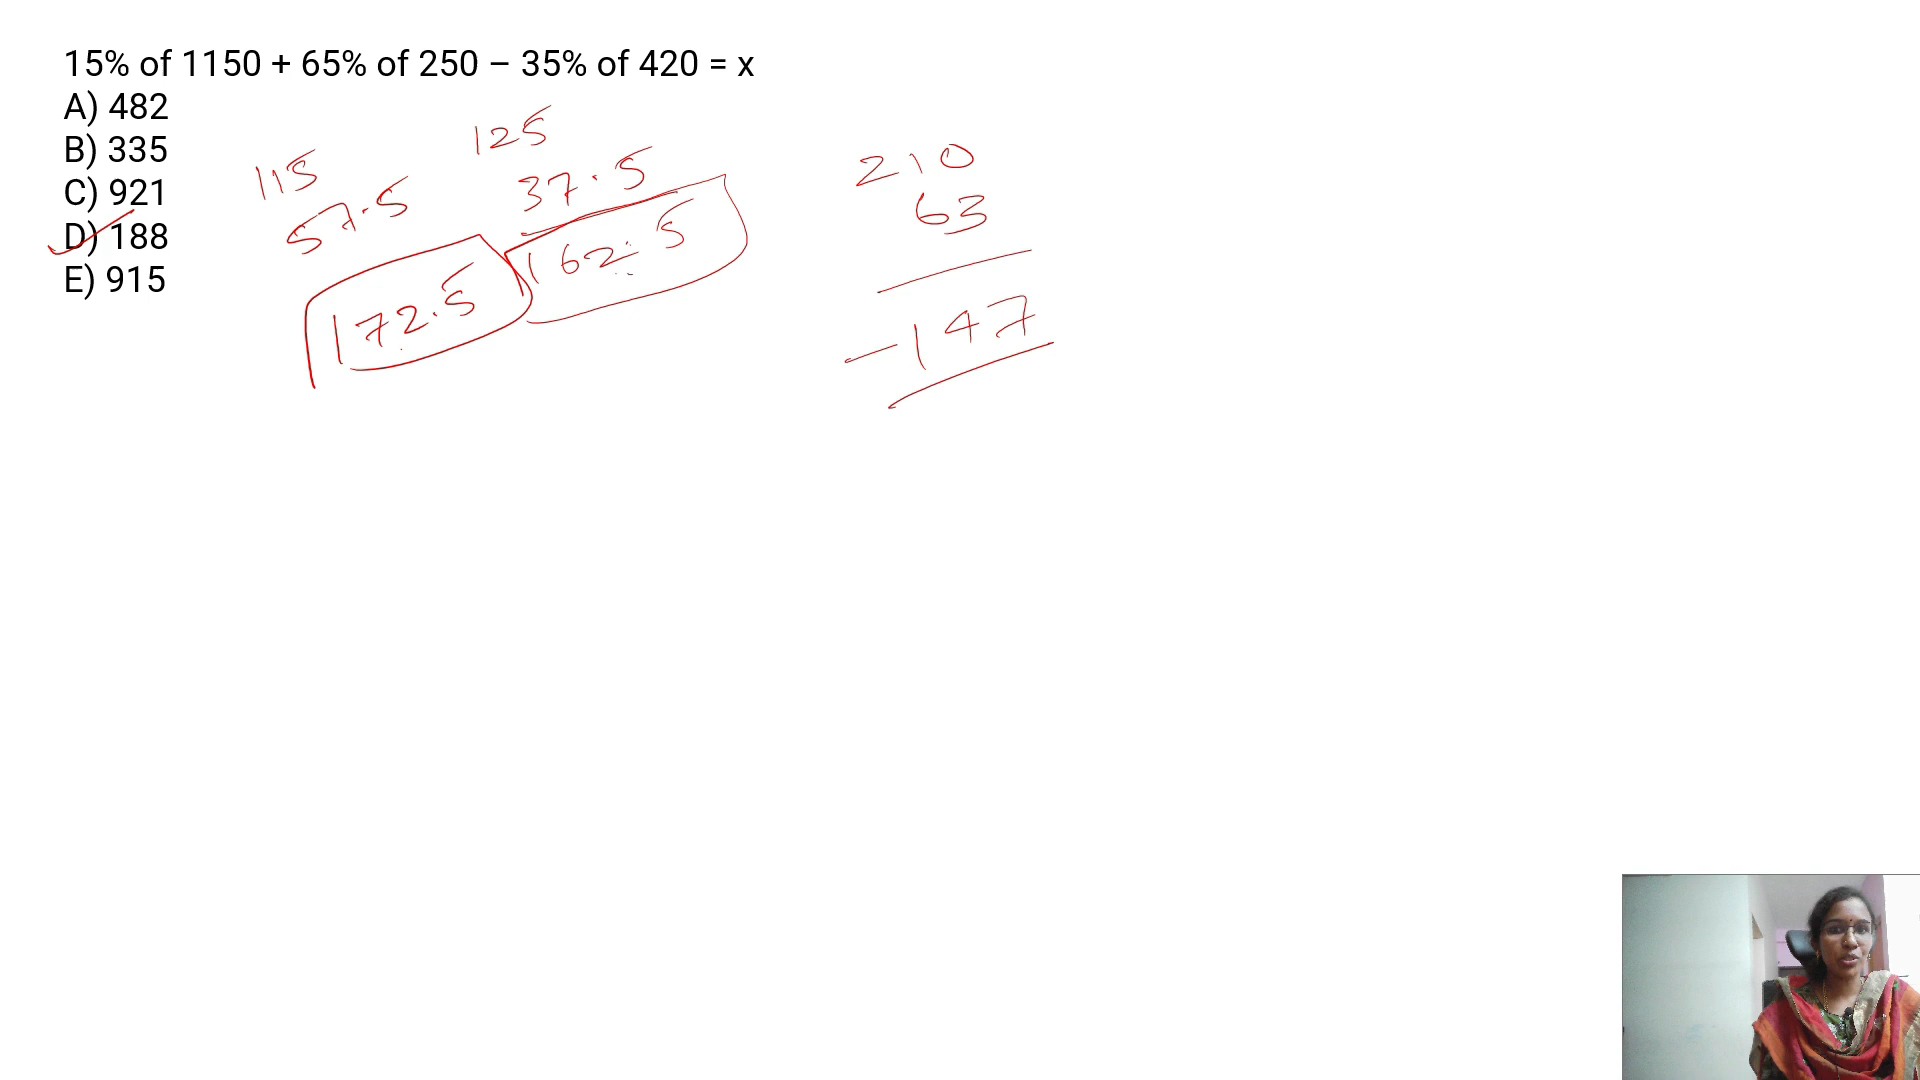 15% of 1150 + 65% of 250 – 35% of 420 = x
A) 482
B) 335
C) 921
D) 188
E) 915
115
57.5
172.5
125
37.5
162.5
210
63
-147